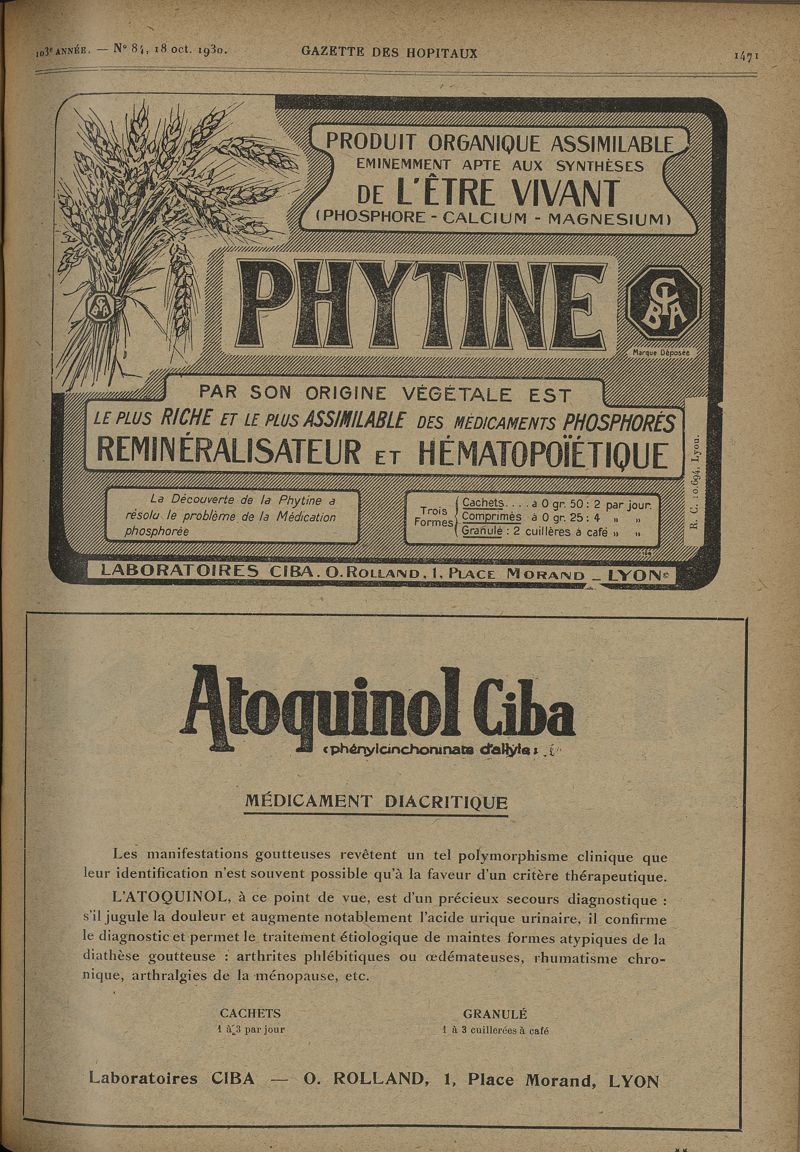 103e ANNÉE. — N° 84, 18 oct. 1930.
GAZETTE DES HOPITAUX
1471
PRODUIT ORGANIQUE ASSIMILABLE
EMINEMMENT APTE AUX SYNTHÈSES
DE L'ÊTRE VIVANT
(PHOSPHORE - CALCIUM - MAGNESIUM)
PHYTINE
CIBA
CIBA
Marque Déposée
PAR SON ORIGINE VÉGÉTALE EST
LE PLUS RICHE ET LE PLUS ASSIMILABLE DES MÉDICAMENTS PHOSPHORÉS
REMINÉRALISATEUR ET HÉMATOPOÏÉTIQUE
R. C. 10.694, Lyon.
La Découverte de la Phytine a
résolu le problème de la Médication
phosphorée
Trois Formes
Cachets.... à 0 gr. 50 : 2 par jour.
Comprimés à 0 gr. 25 : 4 „ „
Granulé : 2 cuillères à café „ „
LABORATOIRES CIBA. O. ROLLAND, 1, PLACE MORAND _ LYON
Atoquinol Ciba
‹ phénylcinchoninate d'allyle ›
MÉDICAMENT DIACRITIQUE
Les manifestations goutteuses revêtent un tel polymorphisme clinique que
leur identification n'est souvent possible qu'à la faveur d'un critère thérapeutique.
L'ATOQUINOL, à ce point de vue, est d'un précieux secours diagnostique :
s'il jugule la douleur et augmente notablement l'acide urique urinaire, il confirme
le diagnostic et permet le traitement étiologique de maintes formes atypiques de la
diathèse goutteuse : arthrites phlébitiques ou œdémateuses, rhumatisme chro-
nique, arthralgies de la ménopause, etc.
CACHETS
1 à 3 par jour
GRANULÉ
1 à 3 cuillerées à café
Laboratoires CIBA — O. ROLLAND, 1, Place Morand, LYON
**